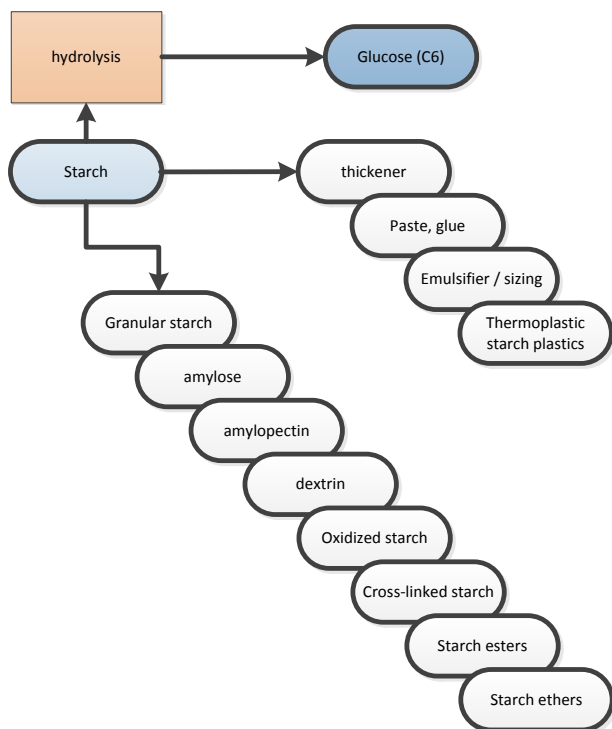 hydrolysis
Glucose (C6)
Starch
thickener
Paste, glue
Emulsifier / sizing
Thermoplastic
starch plastics
Granular starch
amylose
amylopectin
dextrin
Oxidized starch
Cross-linked starch
Starch esters
Starch ethers